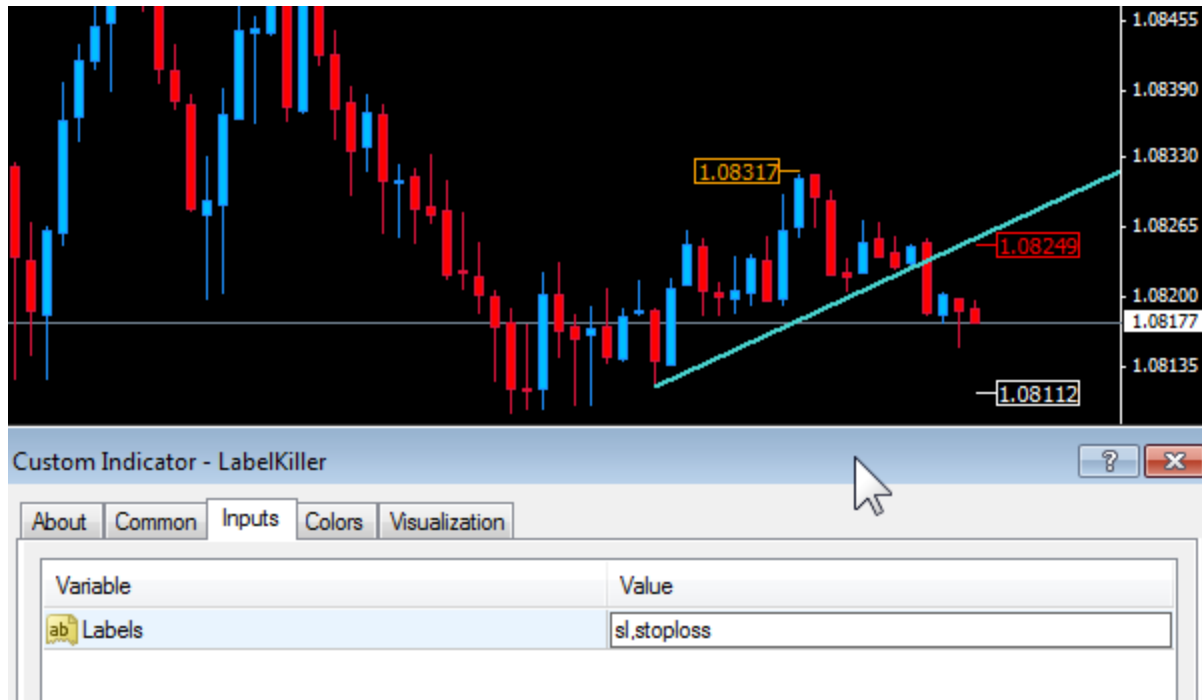 1.08455
1.08390
1.08317
1.08330
1.08265
1.08249
1.08200
1.08177
1.08135
1.08112
Custom Indicator - LabelKiller
?
About Common Inputs Colors Visualization
Variable Value
ab Labels sl,stoploss